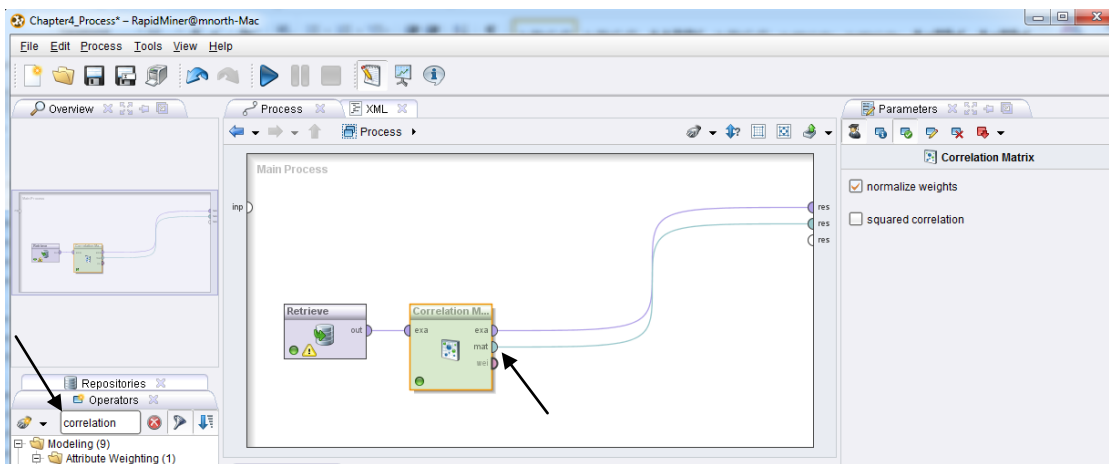 Chapter4_Process* – RapidMiner@mnorth-Mac
File Edit Process Tools View Help
Overview
Process
XML
Parameters
Process
Correlation Matrix
Main Process
normalize weights
inp
res
squared correlation
res
res
Retrieve
Correlation M...
out
exa
exa
mat
wei
Repositories
Operators
correlation
Modeling (9)
Attribute Weighting (1)